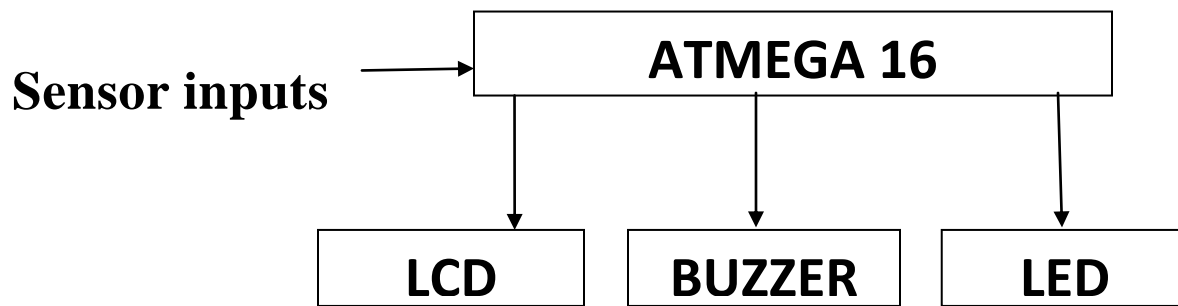 ATMEGA 16
Sensor inputs
LCD
BUZZER
LED